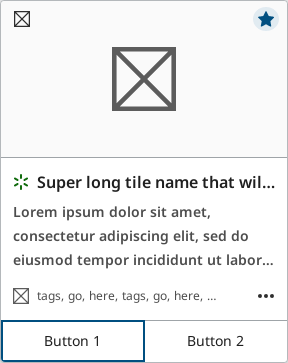 Super long tile name that wil...
Lorem ipsum dolor sit amet,
consectetur adipiscing elit, sed do
eiusmod tempor incididunt ut labor...
tags, go, here, tags, go, here, ...
Button 1
Button 2